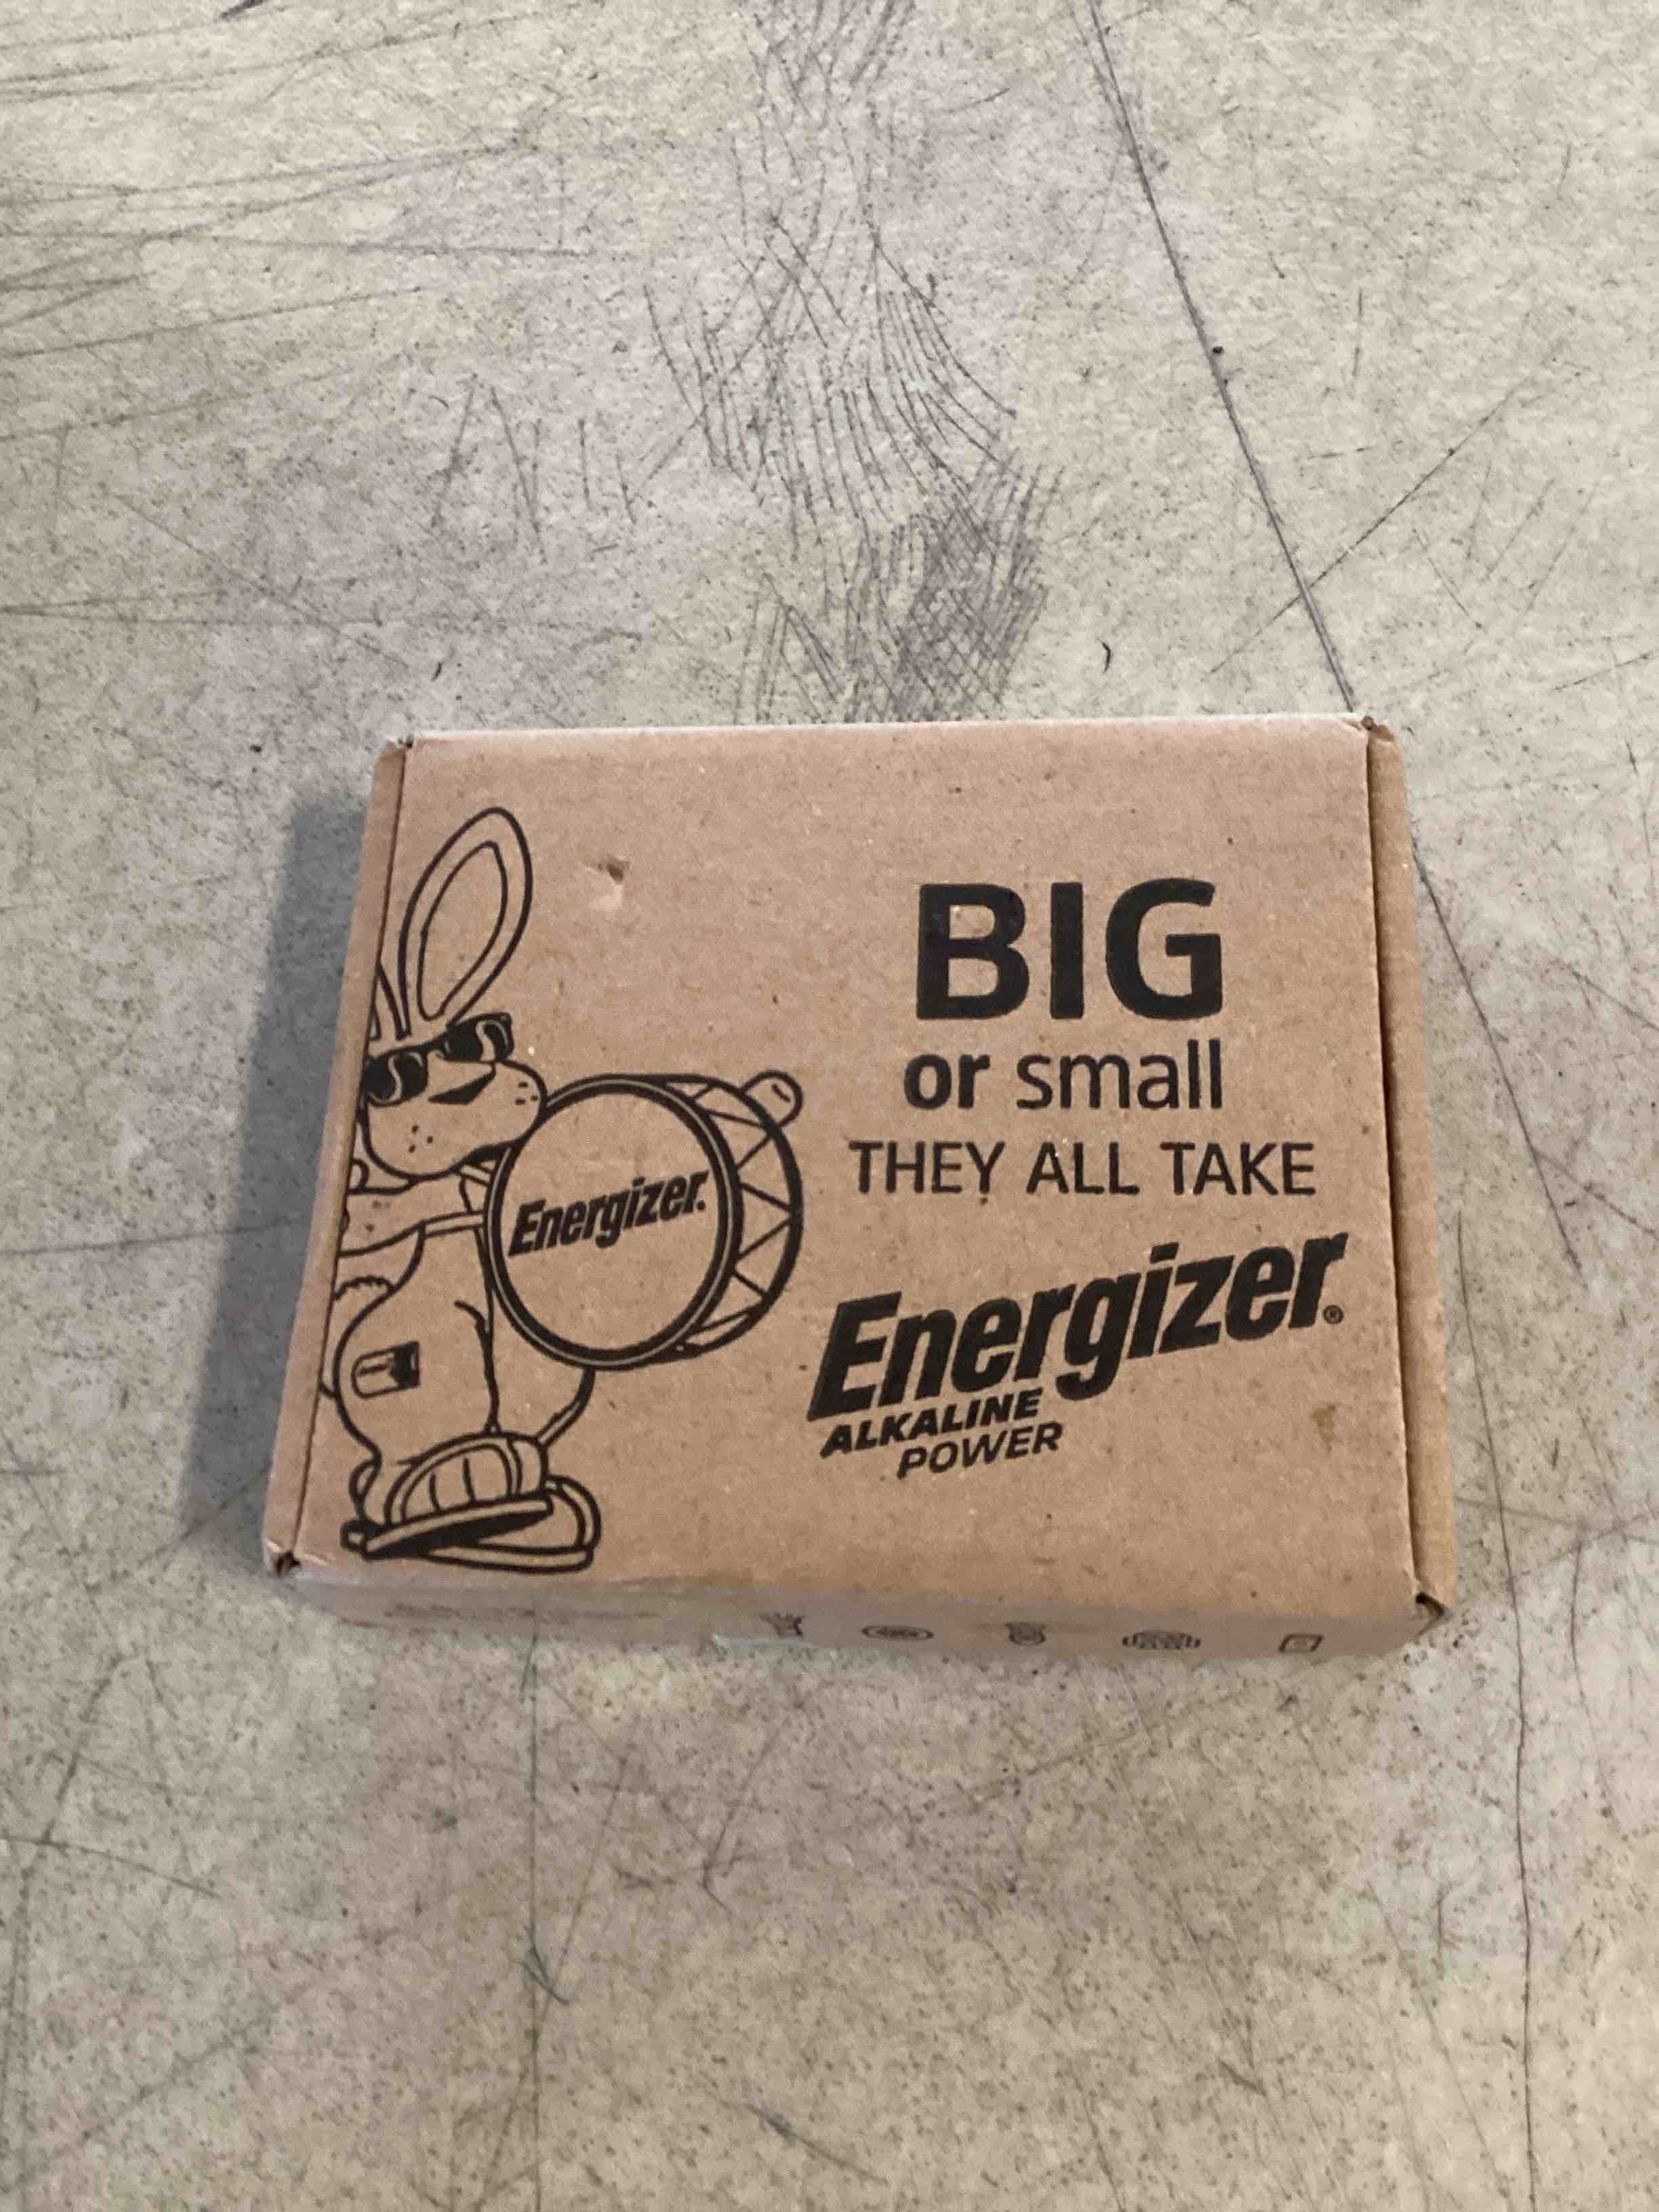 BIG
or small
THEY ALL TAKE
Energizer®
ALKALINE
POWER
Energizer.